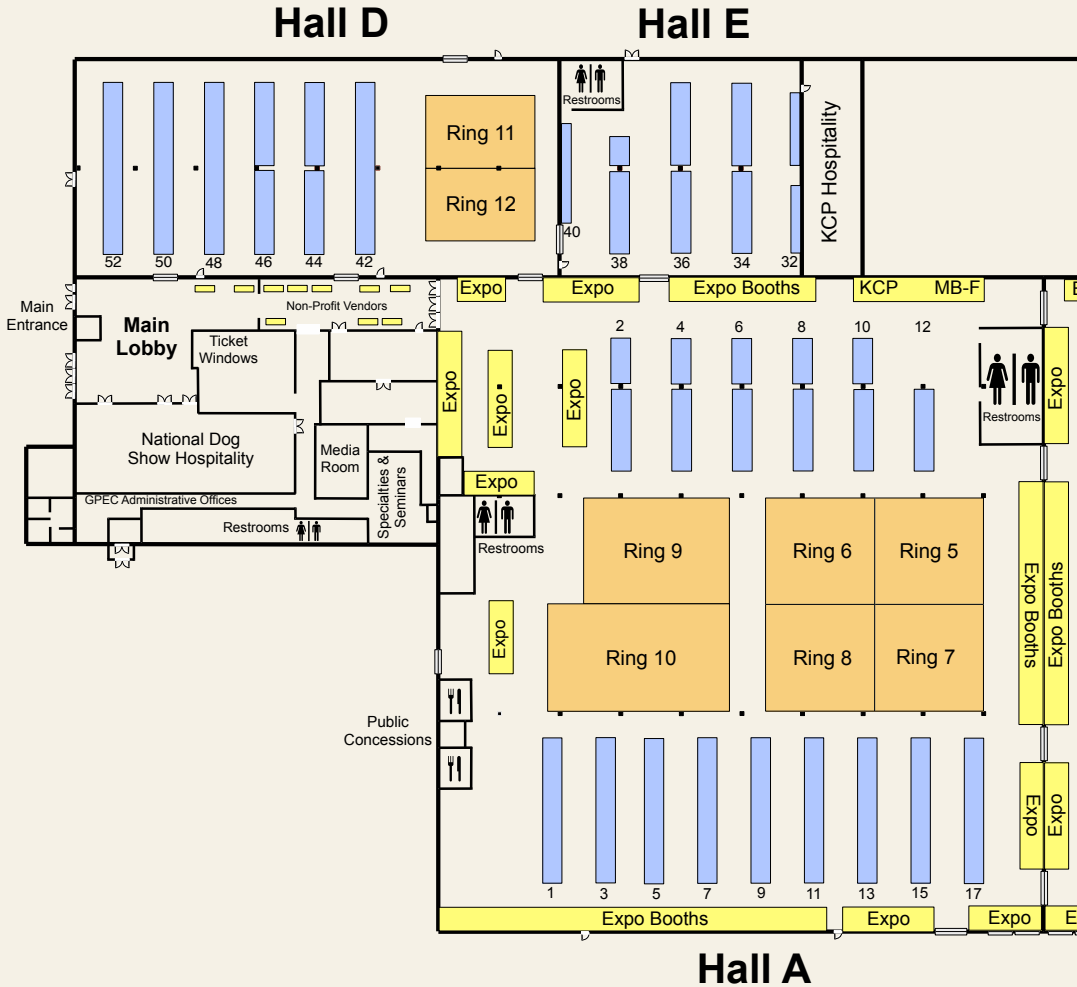 Hall D
Hall E
Restrooms
Ring 11
Ring 12
KCP Hospitality
40
52
50
48
46
44
42
38
36
34
32
Main
Entrance
Main
Lobby
Non-Profit Vendors
Ticket
Windows
Expo
Expo
Expo Booths
KCP
MB-F
E
2
4
6
8
10
12
Expo
Expo
Expo
Restrooms
Expo
National Dog
Show Hospitality
Media
Room
Specialties &
Seminars
GPEC Administrative Offices
Restrooms
Expo
Restrooms
Ring 9
Ring 6
Ring 5
Expo Booths
Expo Booths
Expo
Ring 10
Ring 8
Ring 7
Public
Concessions
Expo
Expo
1
3
5
7
9
11
13
15
17
Expo Booths
Expo
Expo
E
Hall A